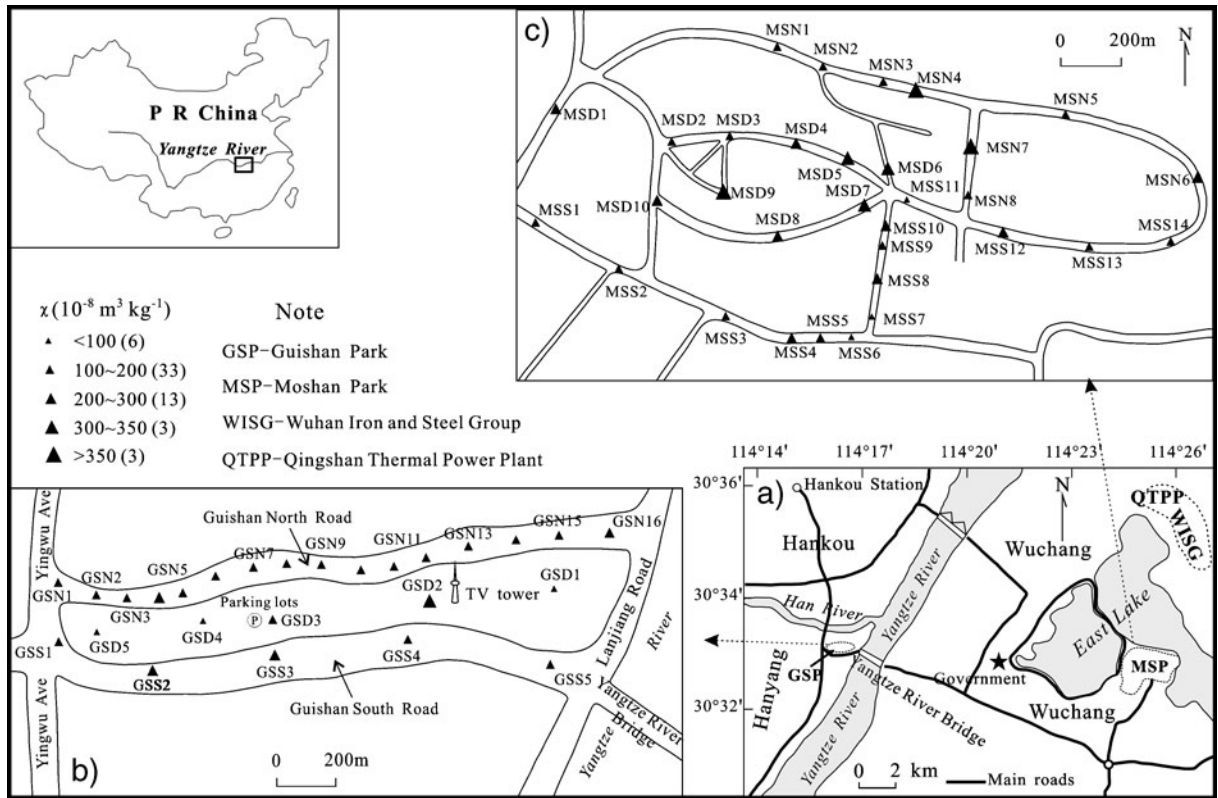 P R China
Yangtze River
χ (10⁻⁸ m³ kg⁻¹)
<100 (6)
100~200 (33)
200~300 (13)
300~350 (3)
>350 (3)
Note
GSP-Guishan Park
MSP-Moshan Park
WISG-Wuhan Iron and Steel Group
QTPP-Qingshan Thermal Power Plant
c)
N
0 200m
MSN1
MSN2
MSN3
MSN4
MSN5
MSD1
MSD2
MSD3
MSD4
MSD5
MSD6
MSN7
MSN6
MSD9
MSD7
MSS11
MSN8
MSS1
MSD10
MSD8
MSS10
MSS9
MSS12
MSS14
MSS13
MSS2
MSS8
MSS3
MSS5
MSS7
MSS4
MSS6
b)
Yingwu Ave
Guishan North Road
GSN1
GSN2
GSN3
GSN5
GSN7
GSN9
GSN11
GSN13
GSN15
GSN16
GSD2
TV tower
GSD1
Parking lots
P
GSD3
GSD4
GSD5
Lanjiang Road
River
GSS1
GSS2
GSS3
GSS4
GSS5
Yingwu Ave
Guishan South Road
Yangtze River
Bridge
Yangtze
0 200m
114°14' 114°17' 114°20' 114°23' 114°26'
30°36'
30°34'
30°32'
a)
N
Hankou Station
QTPP
WISG
Hankou
Wuchang
Yangtze River
Han River
East Lake
GSP
Government
MSP
Hanyang
Yangtze River Bridge
Wuchang
Yangtze River
0 2 km
Main roads